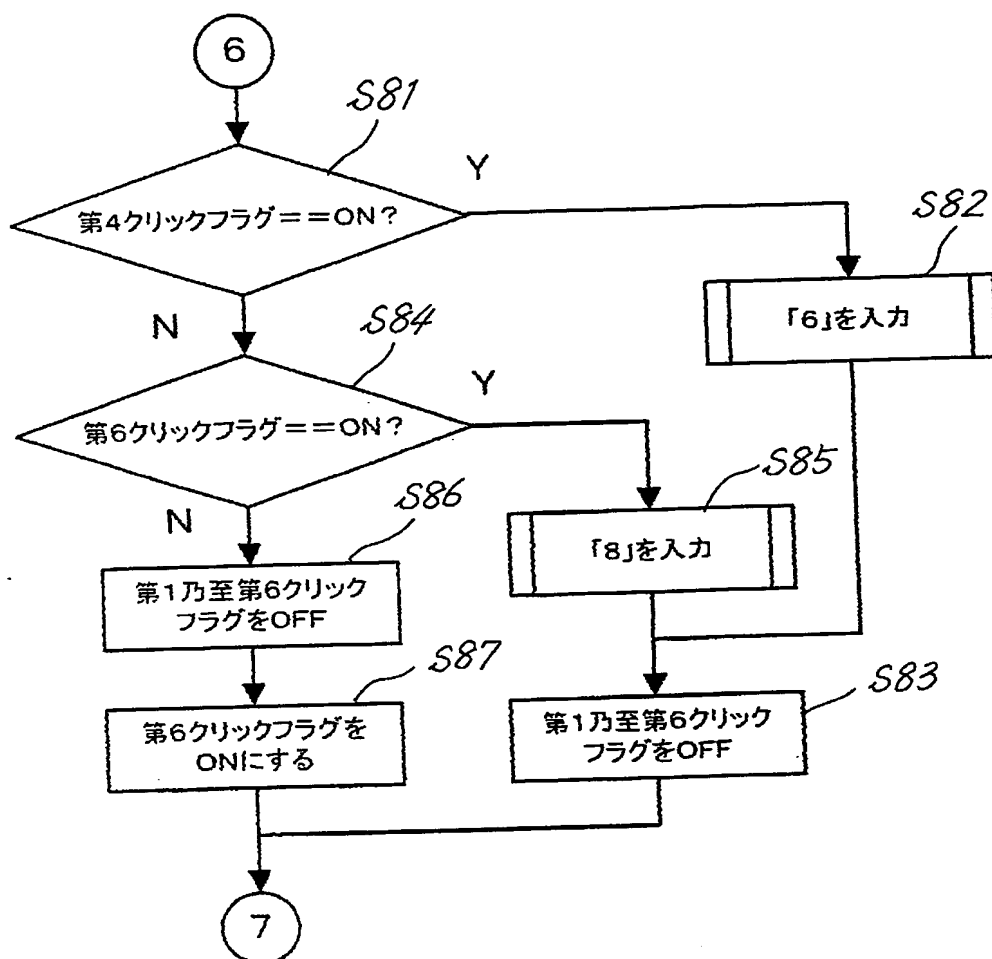 6
S81
第4クリックフラグ==ON?
Y
S82
「6」を入力
N
S84
第6クリックフラグ==ON?
Y
S85
「8」を入力
N
S86
第1乃至第6クリック
フラグをOFF
S87
第6クリックフラグを
ONにする
S83
第1乃至第6クリック
フラグをOFF
7